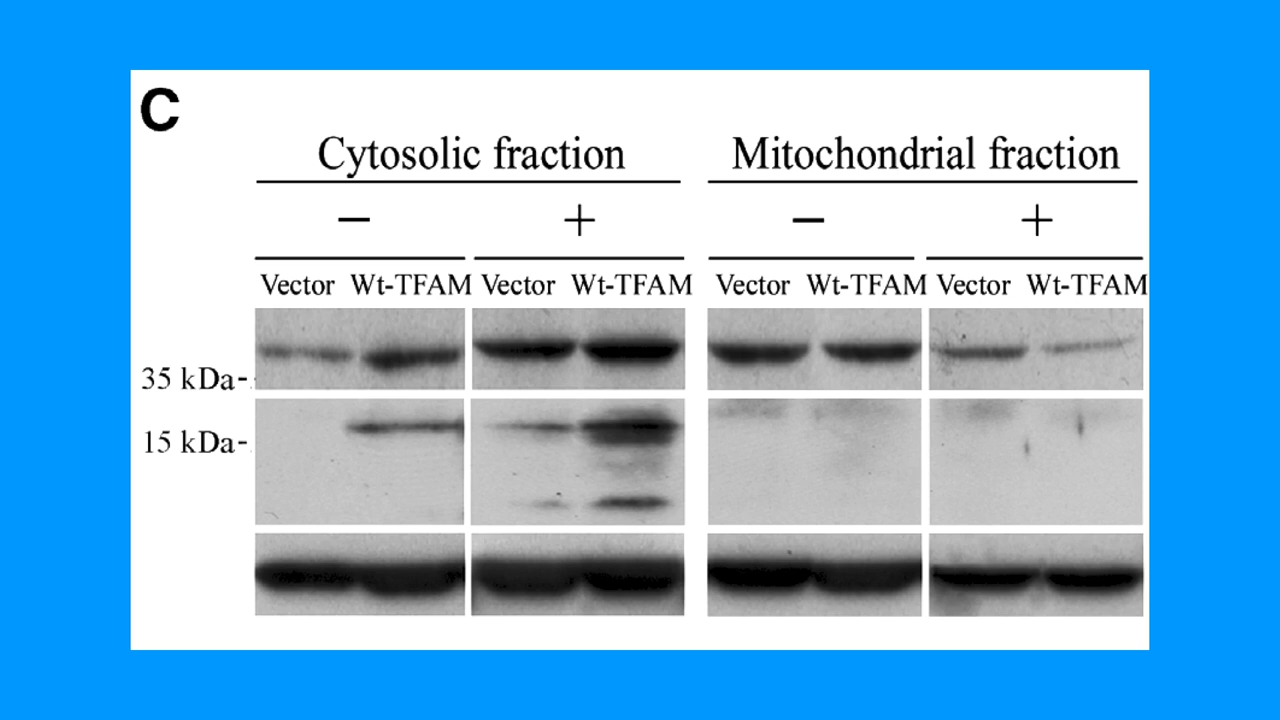 C
Cytosolic fraction Mitochondrial fraction
− + − +
Vector Wt-TFAM Vector Wt-TFAM Vector Wt-TFAM Vector Wt-TFAM
35 kDa-
15 kDa-